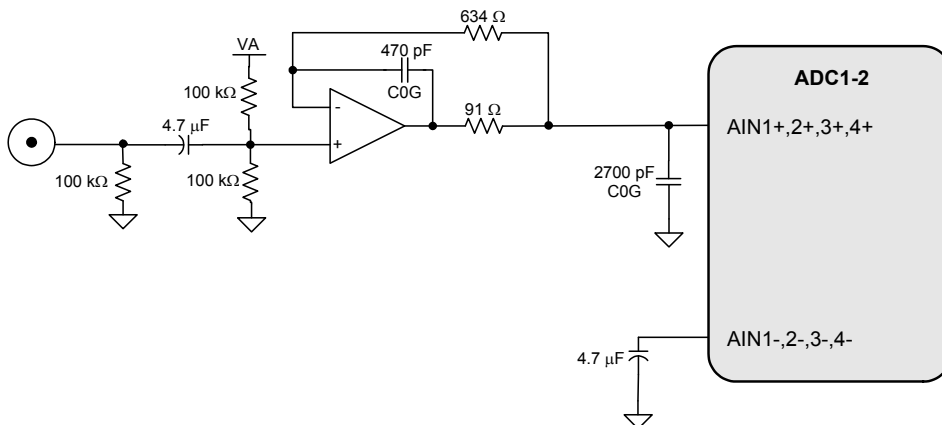 634 Ω
VA
470 pF
C0G
ADC1-2
100 kΩ
-
91 Ω
AIN1+,2+,3+,4+
4.7 μF
+
100 kΩ
100 kΩ
2700 pF
C0G
AIN1-,2-,3-,4-
4.7 μF